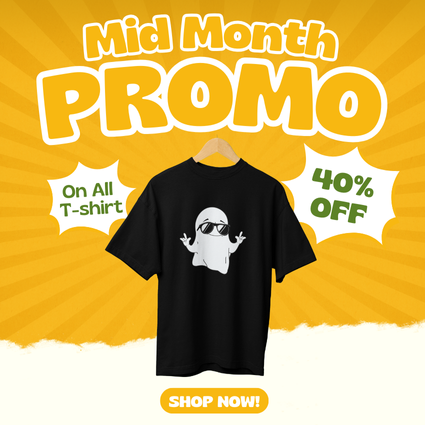 Mid Month
PROMO
On All
T-shirt
40%
OFF
SHOP NOW!